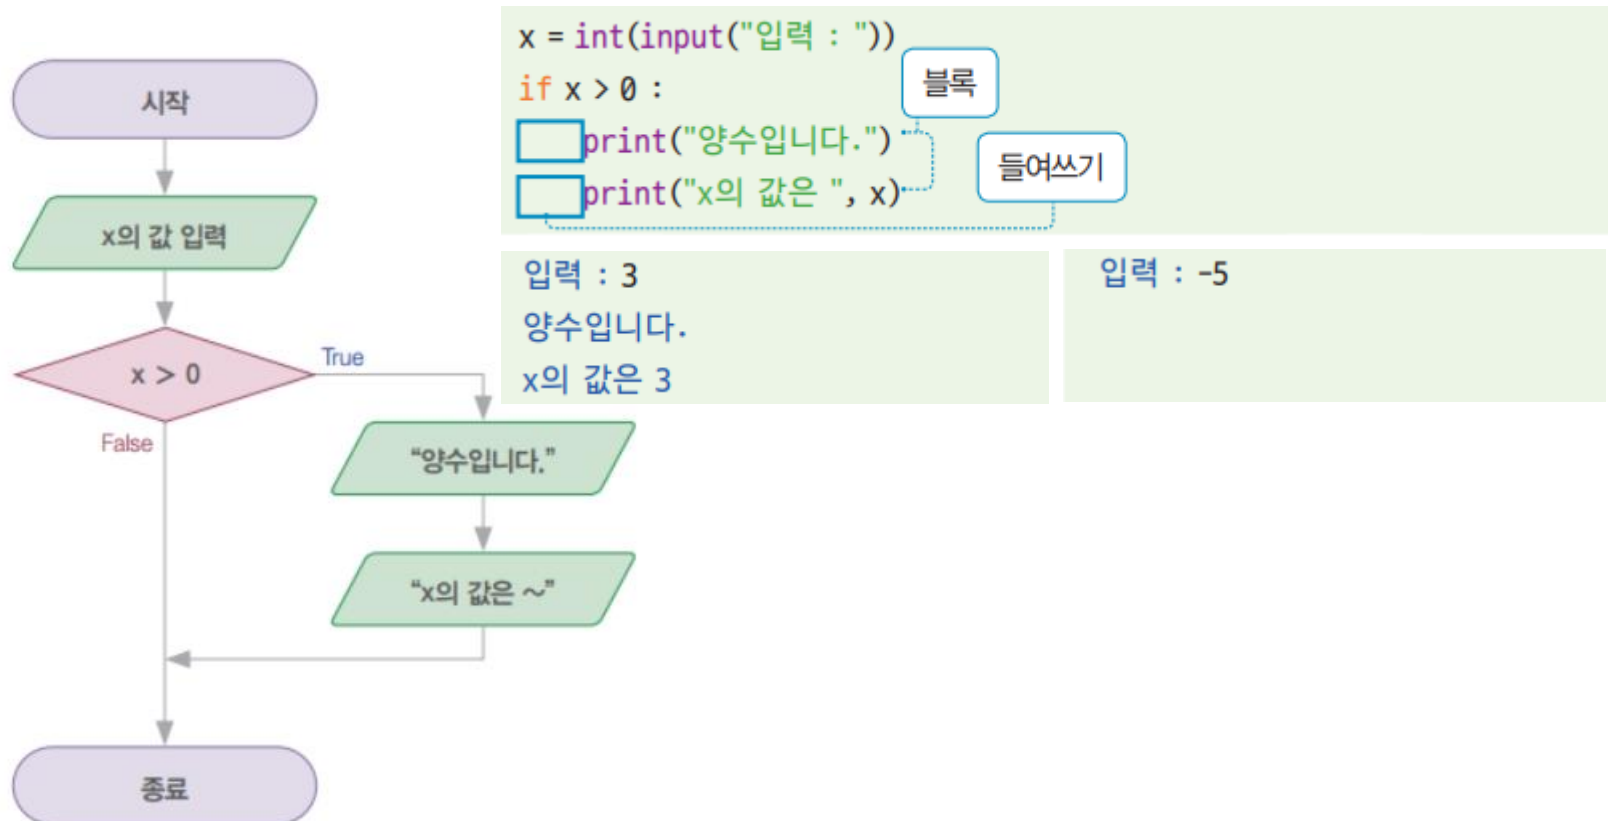 시작
x의 값 입력
x > 0
True
False
“양수입니다.”
“x의 값은 ~”
종료
x = int(input("입력 : "))
if x > 0 :
print("양수입니다.")
print("x의 값은 ", x)
블록
들여쓰기
입력 : 3
양수입니다.
x의 값은 3
입력 : -5